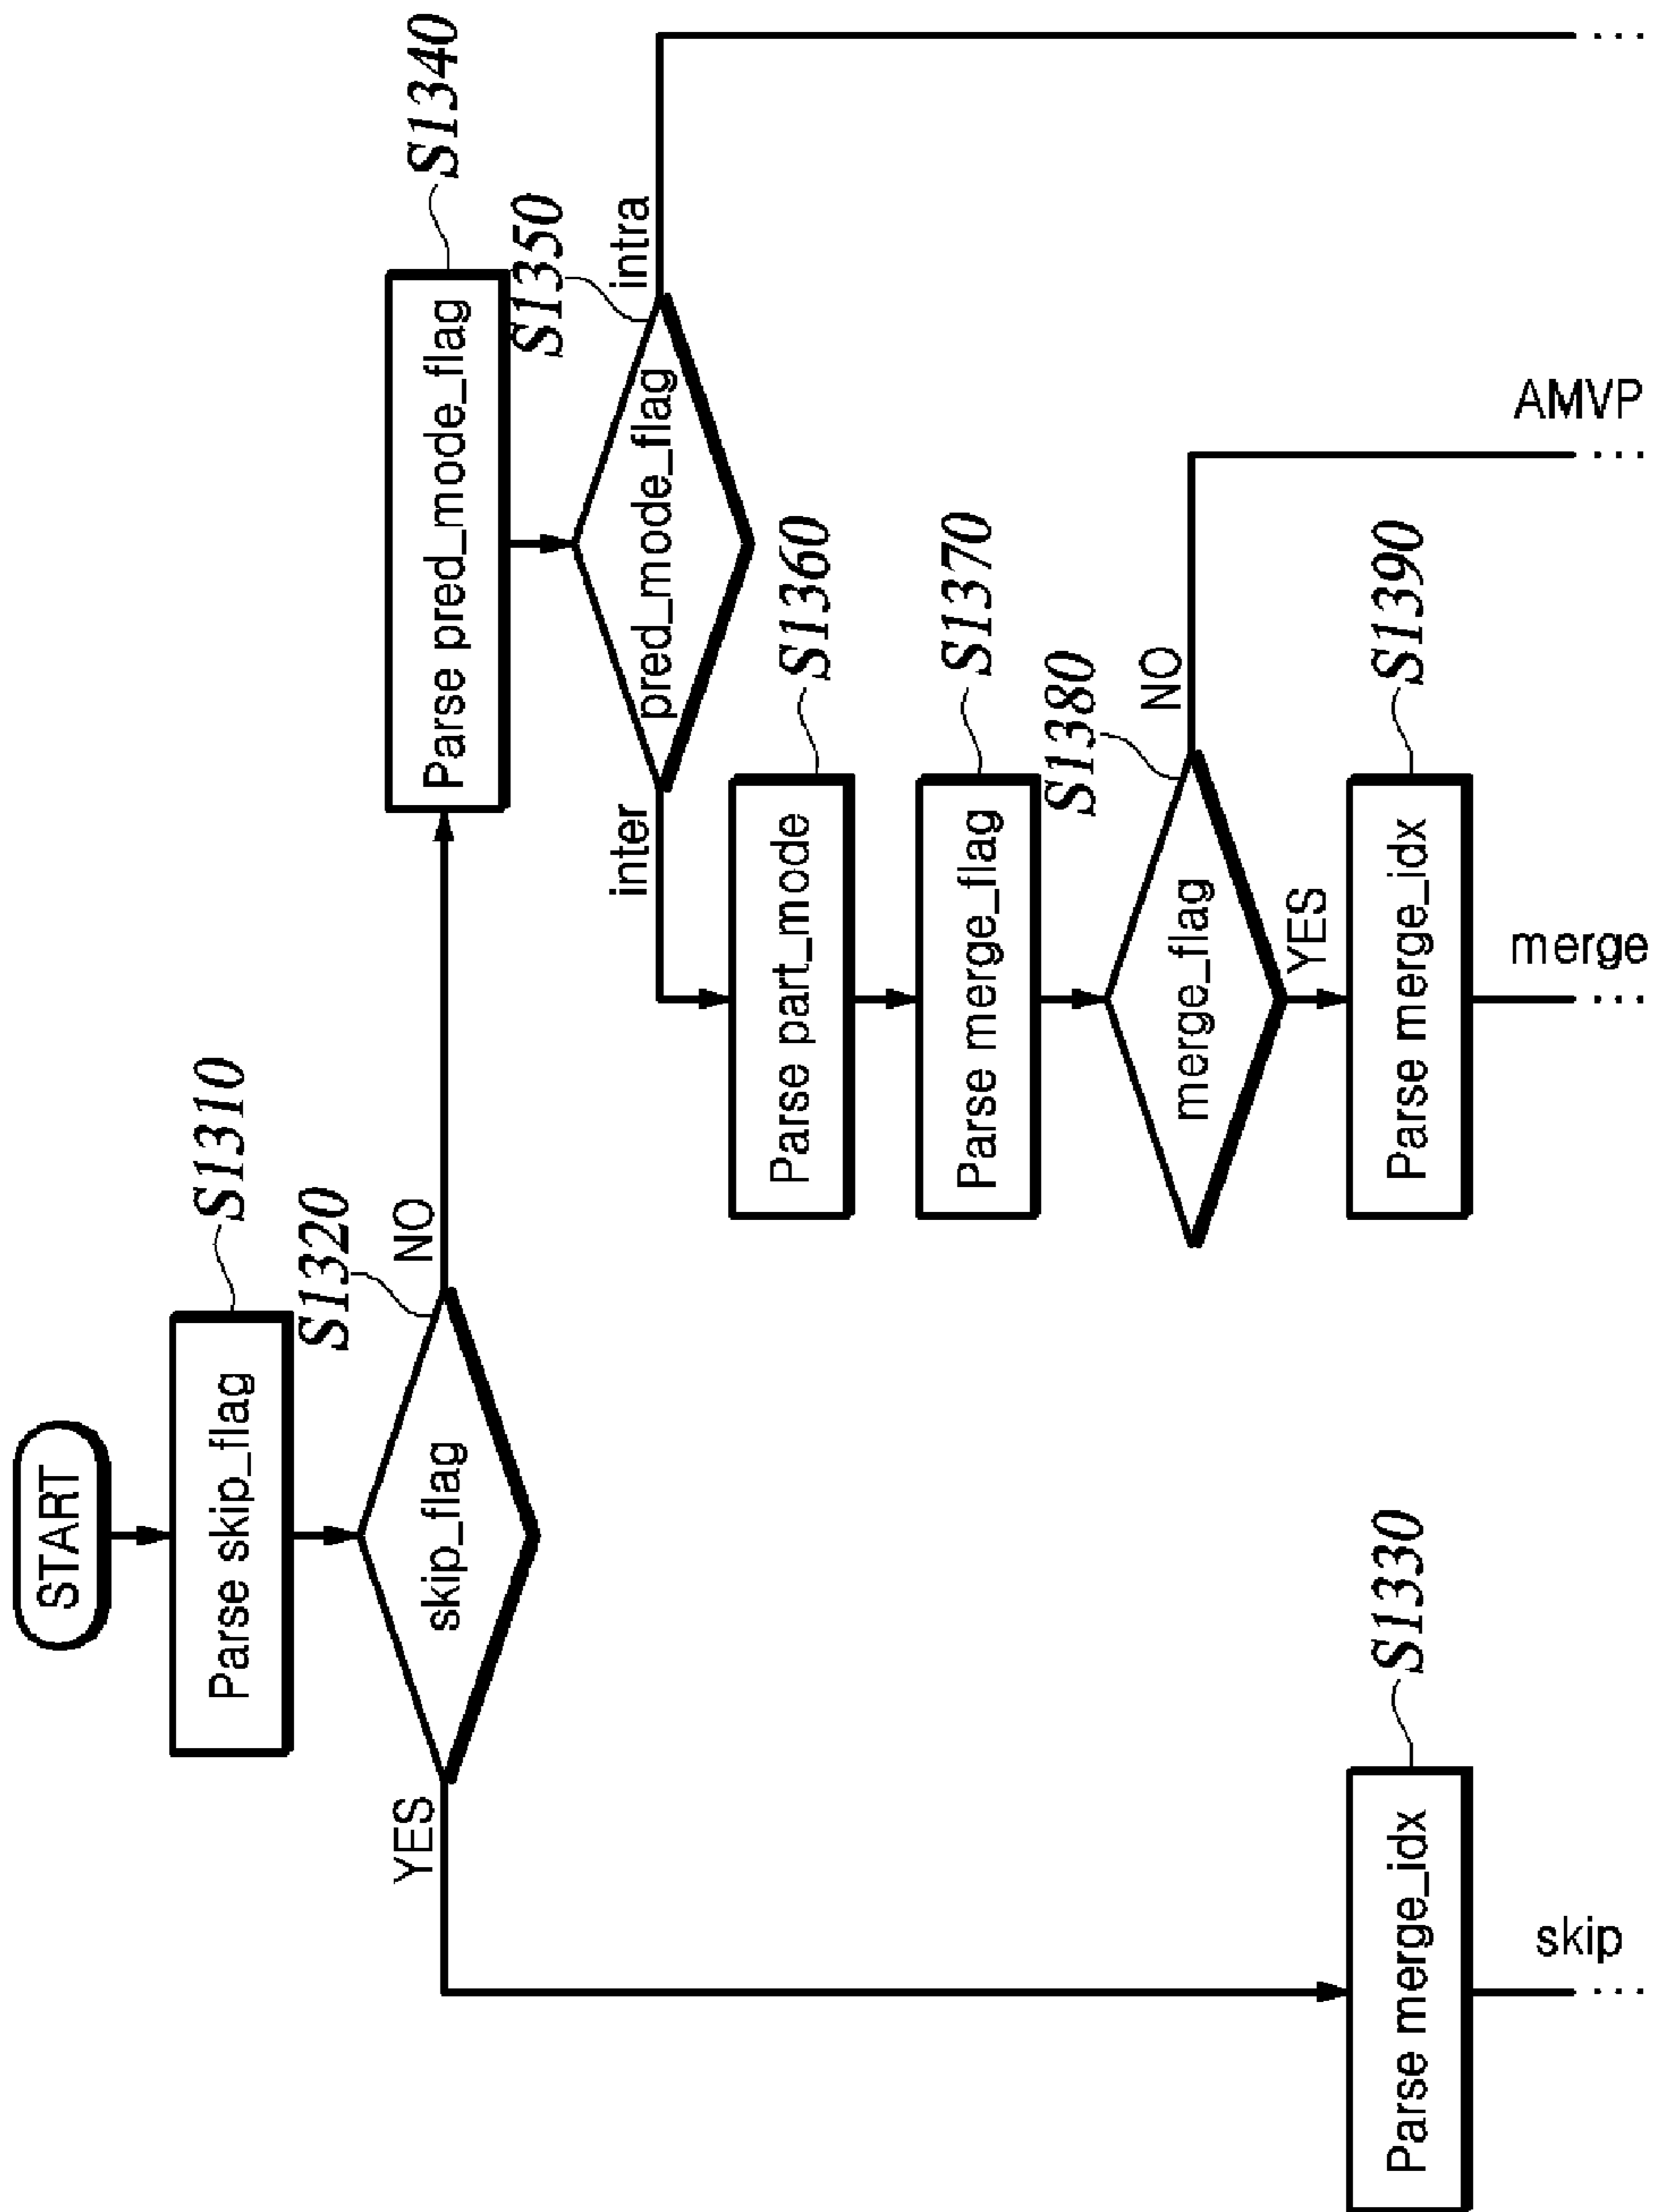 START
Parse skip_flag
S1310
skip_flag
S1320
YES
NO
Parse pred_mode_flag
S1340
pred_mode_flag
S1350
inter
intra
Parse part_mode
S1360
Parse merge_flag
S1370
merge_flag
S1380
NO
YES
Parse merge_idx
S1330
Parse merge_idx
S1390
skip
...
merge
...
AMVP
...
...